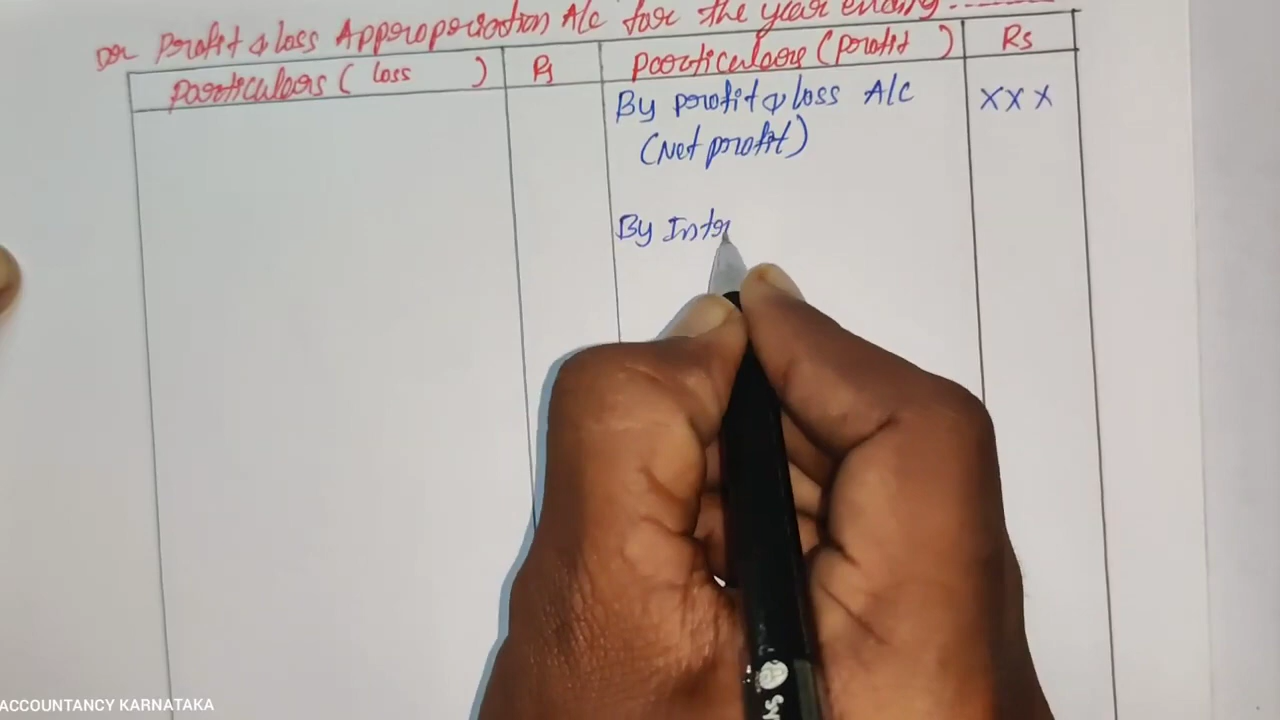 Dr Profit & loss Appropriation A/c for the year ending ........
Particulars ( loss ) Rs Particulars (profit ) Rs
By profit & loss A/c XXX
(Net profit)
By Inter
ACCOUNTANCY KARNATAKA